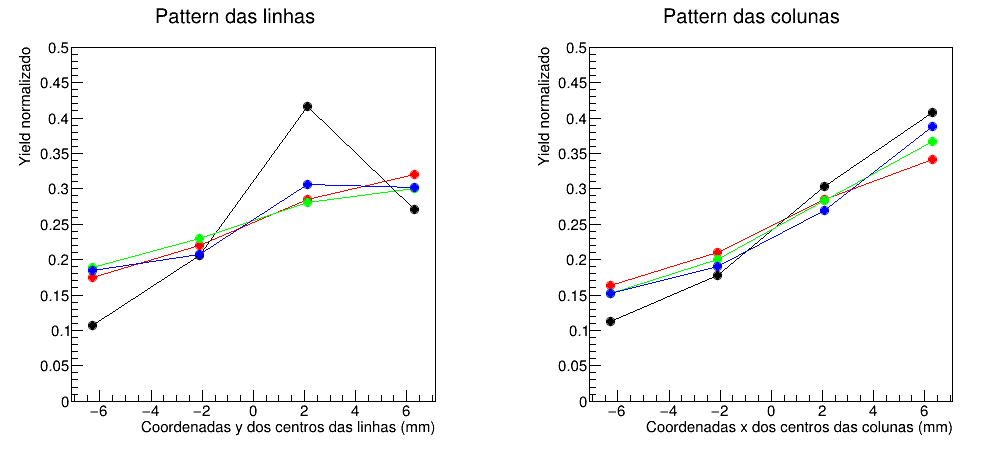 Pattern das linhas
Yield normalizado
0.5
0.45
0.4
0.35
0.3
0.25
0.2
0.15
0.1
0.05
0
−6 −4 −2 0 2 4 6
Coordenadas y dos centros das linhas (mm)
Pattern das colunas
Yield normalizado
0.5
0.45
0.4
0.35
0.3
0.25
0.2
0.15
0.1
0.05
0
−6 −4 −2 0 2 4 6
Coordenadas x dos centros das colunas (mm)